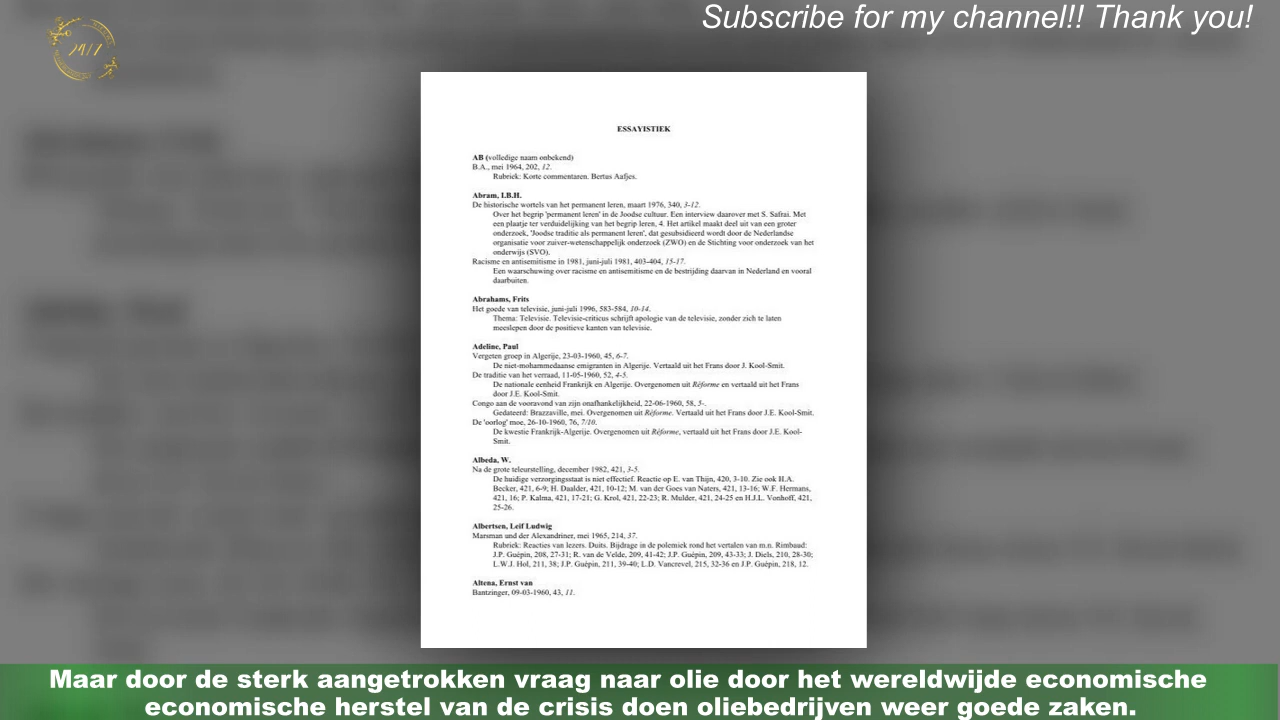 Subscribe for my channel!! Thank you!
24/7
ESSAYISTIEK
AB (volledige naam onbekend)
B.A., mei 1964, 202, 12.
Rubriek: Korte commentaren. Bertus Aafjes.
Abram, I.B.H.
De historische wortels van het permanent leren, maart 1976, 340, 3-12.
Over het begrip 'permanent leren' in de Joodse cultuur. Een interview daarover met S. Safrai. Met
een plaatje ter verduidelijking van het begrip leren, 4. Het artikel maakt deel uit van een groter
onderzoek, 'Joodse traditie als permanent leren', dat gesubsidieerd wordt door de Nederlandse
organisatie voor zuiver-wetenschappelijk onderzoek (ZWO) en de Stichting voor onderzoek van het
onderwijs (SVO).
Racisme en antisemitisme in 1981, juni-juli 1981, 403-404, 15-17.
Een waarschuwing over racisme en antisemitisme en de bestrijding daarvan in Nederland en vooral
daarbuiten.
Abrahams, Frits
Het goede van televisie, juni-juli 1996, 583-584, 10-14.
Thema: Televisie. Televisie-criticus schrijft apologie van de televisie, zonder zich te laten
meeslepen door de positieve kanten van televisie.
Adeline, Paul
Vergeten groep in Algerije, 23-03-1960, 45, 6-7.
De niet-mohammedaanse emigranten in Algerije. Vertaald uit het Frans door J. Kool-Smit.
De traditie van het verraad, 11-05-1960, 52, 4-5.
De nationale eenheid Frankrijk en Algerije. Overgenomen uit Réforme en vertaald uit het Frans
door J.E. Kool-Smit.
Congo aan de vooravond van zijn onafhankelijkheid, 22-06-1960, 58, 5-.
Gedateerd: Brazzaville, mei. Overgenomen uit Réforme. Vertaald uit het Frans door J.E. Kool-Smit.
De 'oorlog' moe, 26-10-1960, 76, 7/10.
De kwestie Frankrijk-Algerije. Overgenomen uit Réforme, vertaald uit het Frans door J.E. Kool-
Smit.
Albeda, W.
Na de grote teleurstelling, december 1982, 421, 3-5.
De huidige verzorgingsstaat is niet effectief. Reactie op E. van Thijn, 420, 3-10. Zie ook H.A.
Becker, 421, 6-9; H. Daalder, 421, 10-12; M. van der Goes van Naters, 421, 13-16; W.F. Hermans,
421, 16; P. Kalma, 421, 17-21; G. Krol, 421, 22-23; R. Mulder, 421, 24-25 en H.J.L. Vonhoff, 421,
25-26.
Albertsen, Leif Ludwig
Marsman und der Alexandriner, mei 1965, 214, 37.
Rubriek: Reacties van lezers. Duits. Bijdrage in de polemiek rond het vertalen van m.n. Rimbaud:
J.P. Guépin, 208, 27-31; R. van de Velde, 209, 41-42; J.P. Guépin, 209, 43-33; J. Diels, 210, 28-30;
L.W.J. Hol, 211, 38; J.P. Guépin, 211, 39-40; L.D. Vancrevel, 215, 32-36 en J.P. Guépin, 218, 12.
Altena, Ernst van
Bantzinger, 09-03-1960, 43, 11.
Maar door de sterk aangetrokken vraag naar olie door het wereldwijde economische
economische herstel van de crisis doen oliebedrijven weer goede zaken.